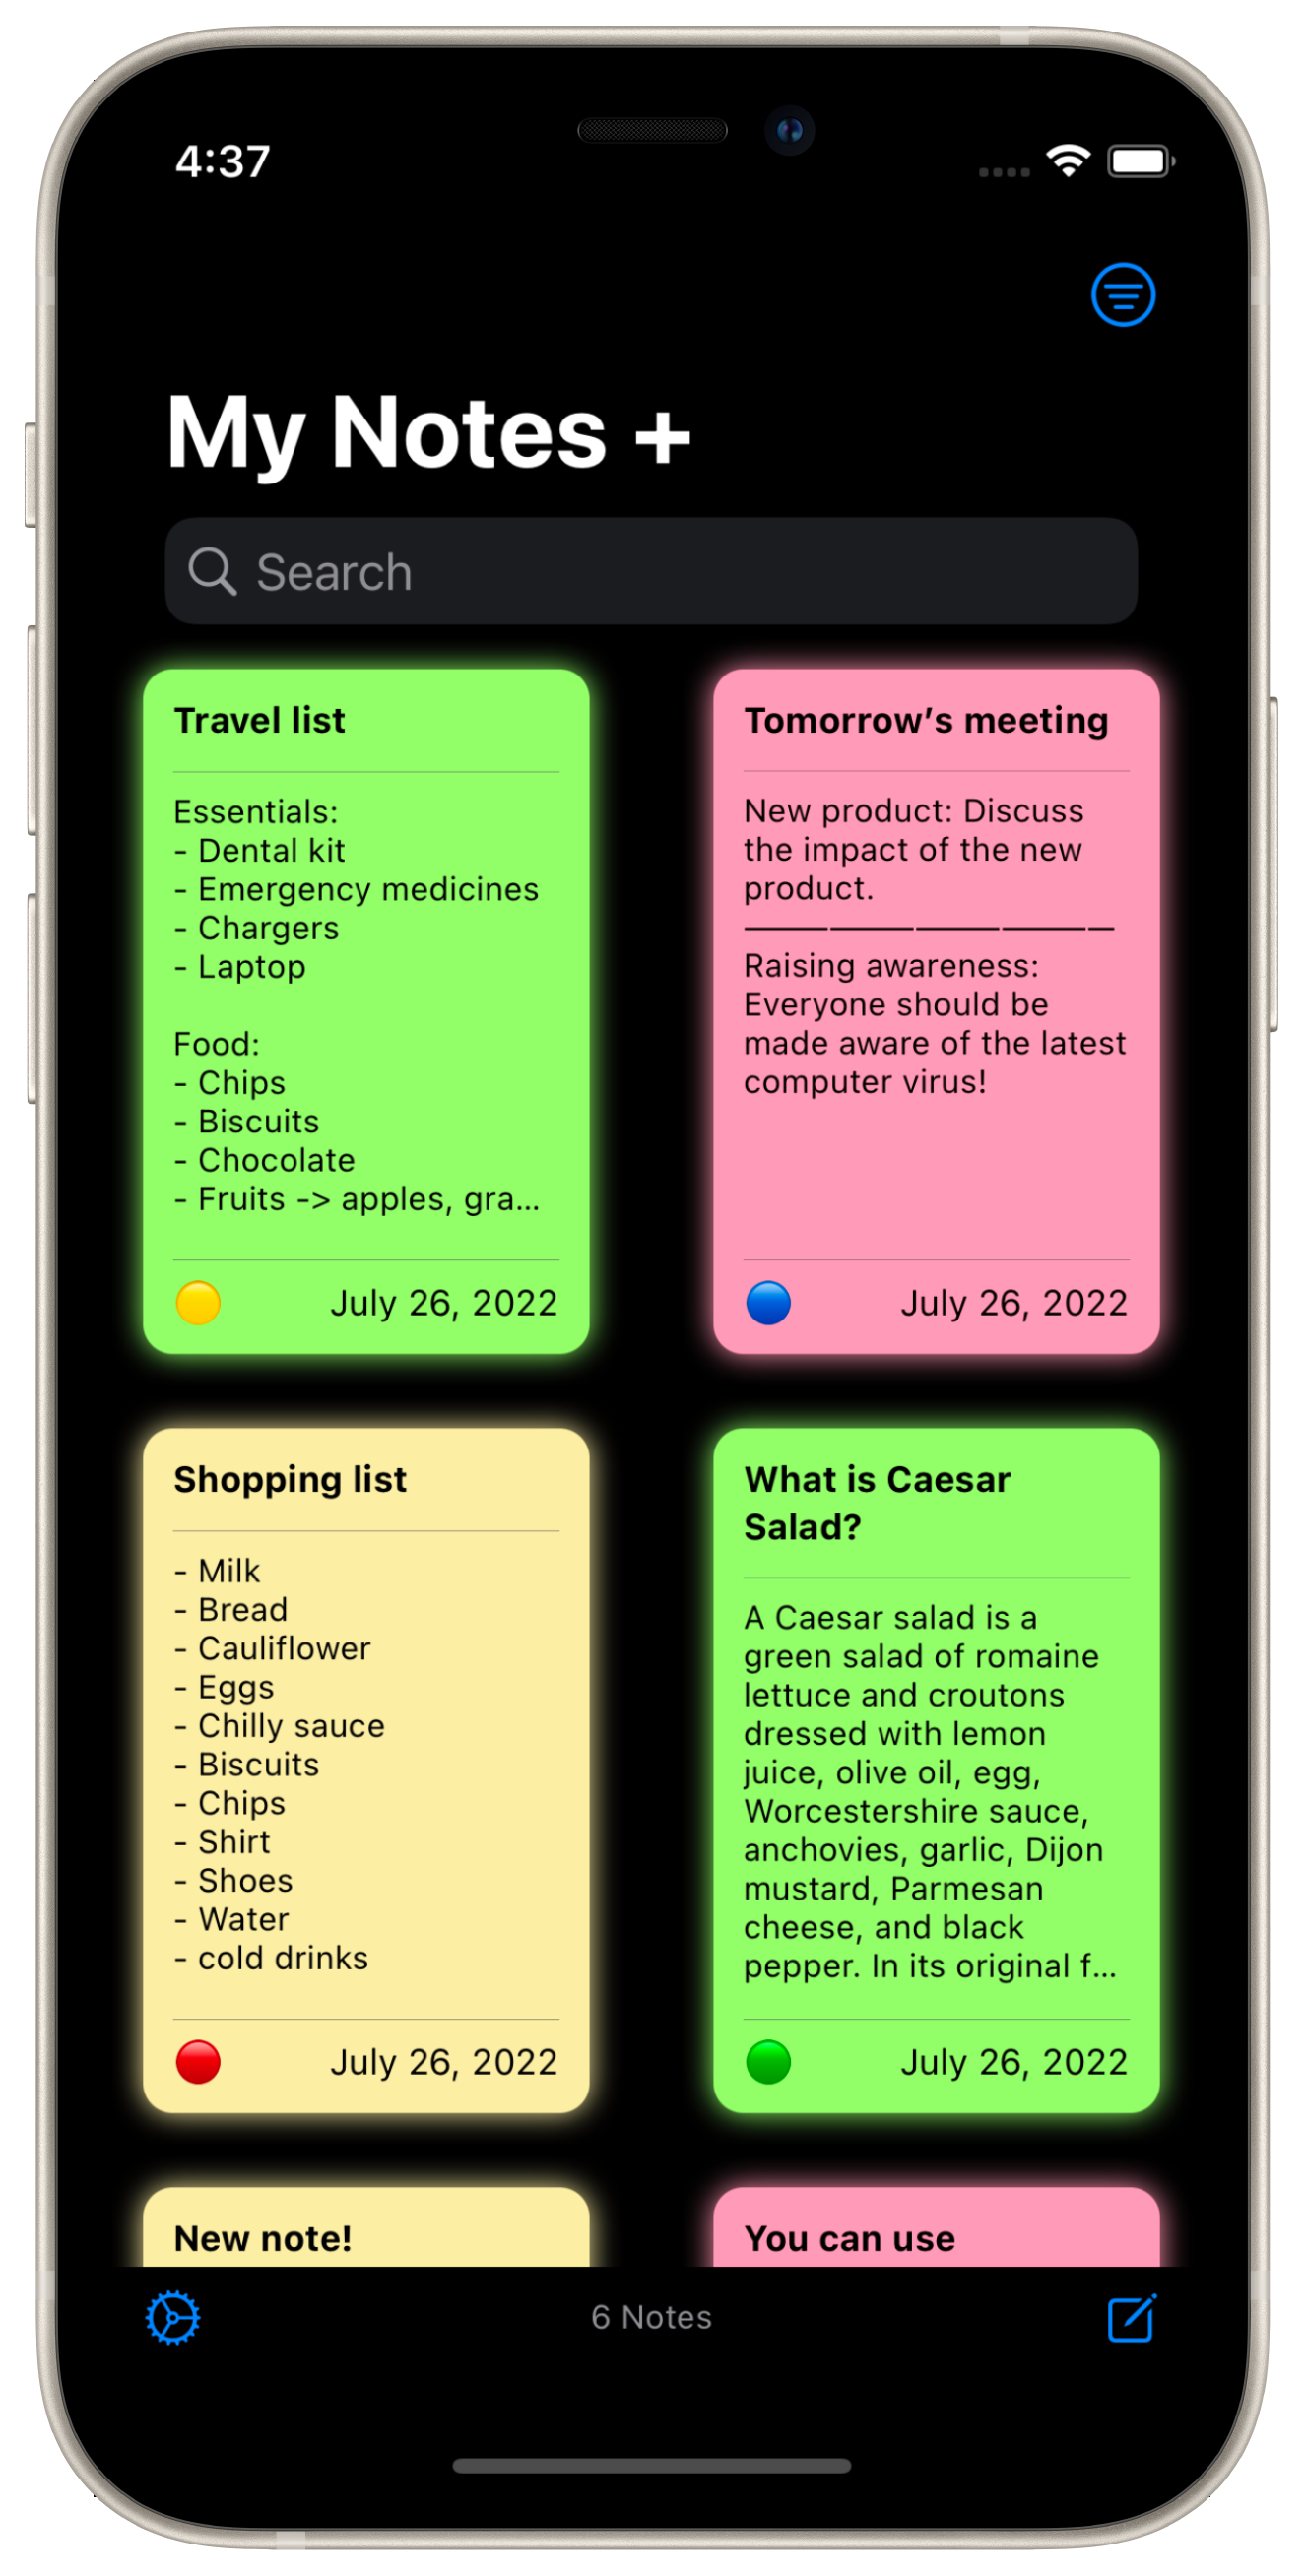 4:37
My Notes +
Search
Travel list
Essentials:
- Dental kit
- Emergency medicines
- Chargers
- Laptop
Food:
- Chips
- Biscuits
- Chocolate
- Fruits -> apples, gra...
July 26, 2022
Tomorrow’s meeting
New product: Discuss
the impact of the new
product.
—————————————
Raising awareness:
Everyone should be
made aware of the latest
computer virus!
July 26, 2022
Shopping list
- Milk
- Bread
- Cauliflower
- Eggs
- Chilly sauce
- Biscuits
- Chips
- Shirt
- Shoes
- Water
- cold drinks
July 26, 2022
What is Caesar
Salad?
A Caesar salad is a
green salad of romaine
lettuce and croutons
dressed with lemon
juice, olive oil, egg,
Worcestershire sauce,
anchovies, garlic, Dijon
mustard, Parmesan
cheese, and black
pepper. In its original f...
July 26, 2022
New note!
You can use
6 Notes